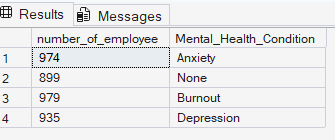 Results Messages
number_of_employee Mental_Health_Condition
1 974 Anxiety
2 899 None
3 979 Burnout
4 935 Depression